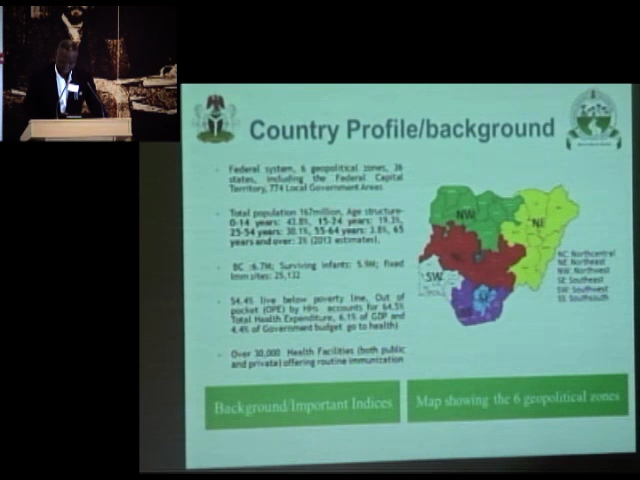 Country Profile/background
Federal system, 6 geopolitical zones, 36
states, including the Federal Capital
Territory, 774 Local Government Areas
Total population 167million, Age structure-
0-14 years: 43.8%, 15-24 years: 19.3%,
25-54 years: 30.1%, 55-64 years: 3.8%, 65
years and over: 3% (2013 estimates).
BC :6.7M; Surviving infants: 5.9M; fixed
Imm sites: 25,132
54.4% live below poverty line, Out of
pocket (OPE) by HHs accounts for 64.5%
Total Health Expenditure, 6.1% of GDP and
4.4% of Government budget go to health)
Over 30,000 Health Facilities (both public
and private) offering routine immunization
NW
NE
SW
NC: Northcentral
NE: Northeast
NW: Northwest
SE: Southeast
SW: Southwest
SS: Southsouth
Background/Important Indices
Map showing the 6 geopolitical zones